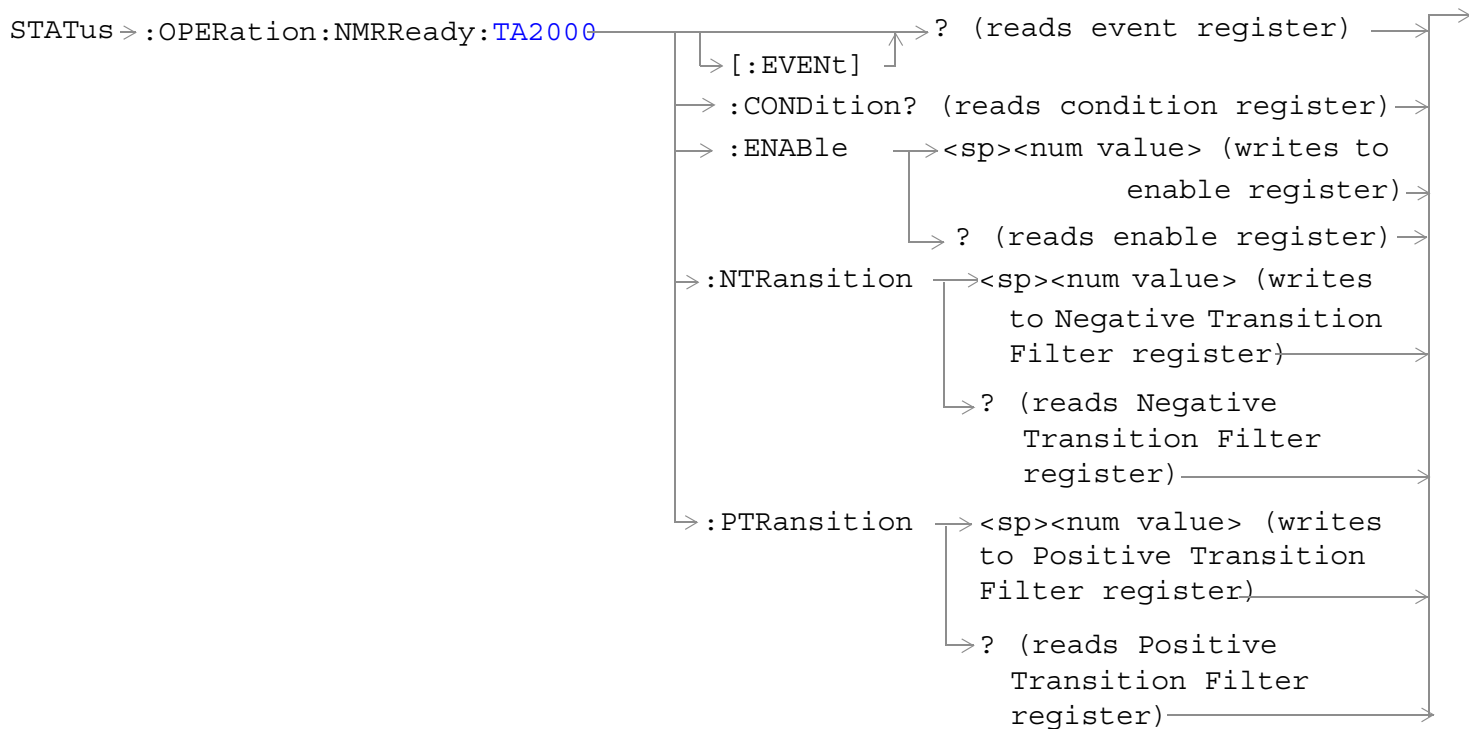 STATus :OPERation:NMRReady:TA2000 ? (reads event register)
[:EVENt]
:CONDition? (reads condition register)
:ENABle <sp><num value> (writes to
enable register)
? (reads enable register)
:NTRansition <sp><num value> (writes
to Negative Transition
Filter register)
? (reads Negative
Transition Filter
register)
:PTRansition <sp><num value> (writes
to Positive Transition
Filter register)
? (reads Positive
Transition Filter
register)